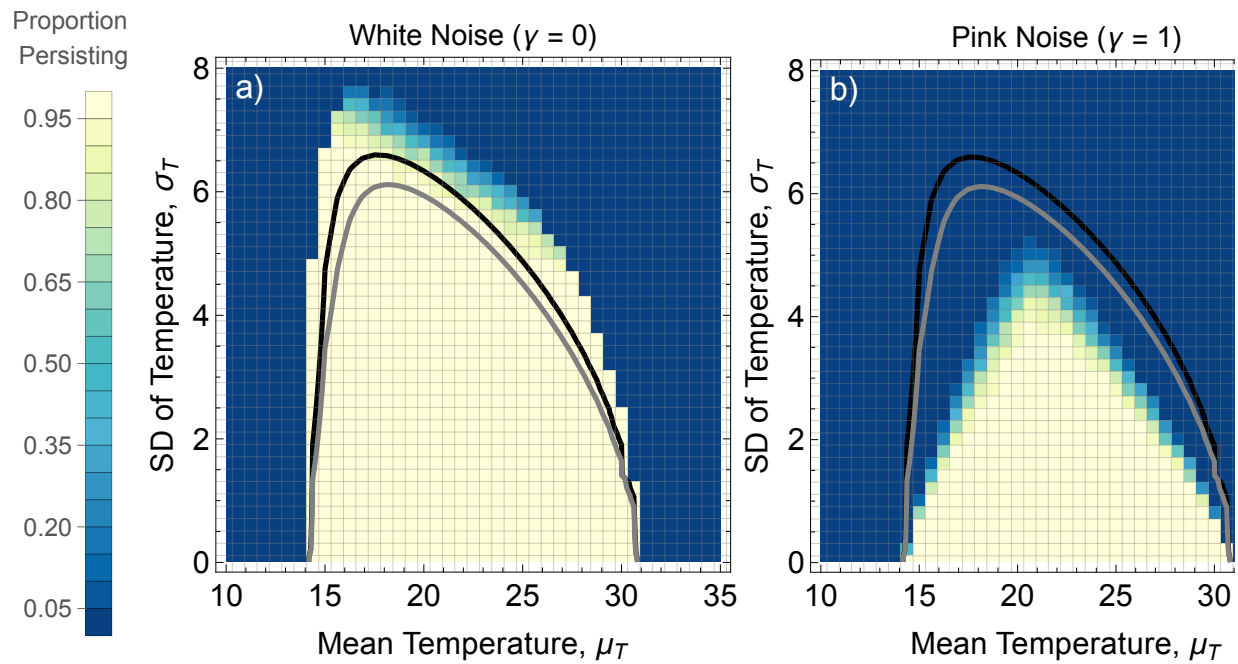 Proportion
Persisting
0.95
0.80
0.65
0.50
0.35
0.20
0.05
White Noise (γ = 0)
a)
8
6
4
2
0
SD of Temperature, σ_T
10 15 20 25 30 35
Mean Temperature, μ_T
Pink Noise (γ = 1)
b)
8
6
4
2
0
SD of Temperature, σ_T
10 15 20 25 30
Mean Temperature, μ_T